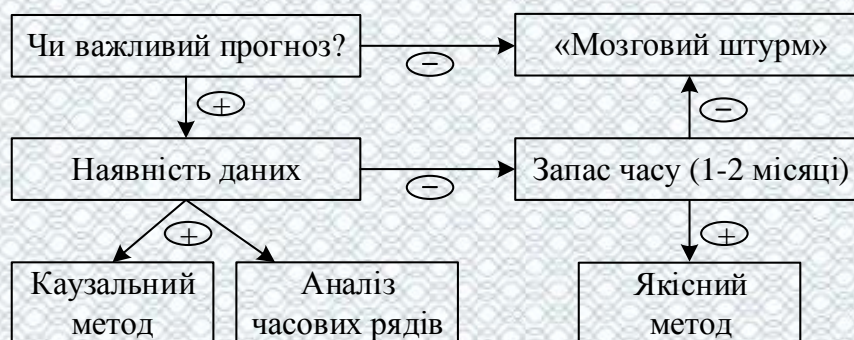 Чи важливий прогноз?
«Мозговий штурм»
−
+
−
Наявність даних
Запас часу (1-2 місяці)
−
+
+
Каузальний
метод
Аналіз
часових рядів
Якісний
метод